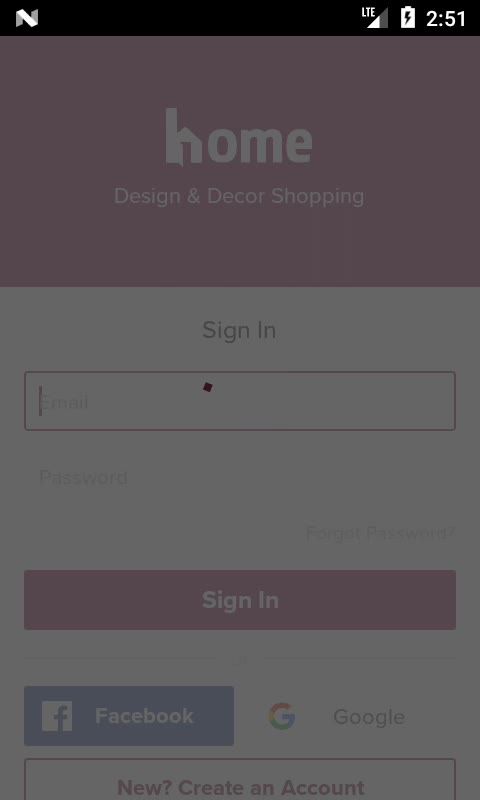 LTE 2:51
home
Design & Decor Shopping
Sign In
Email
Password
Forgot Password?
Sign In
or
Facebook
Google
New? Create an Account